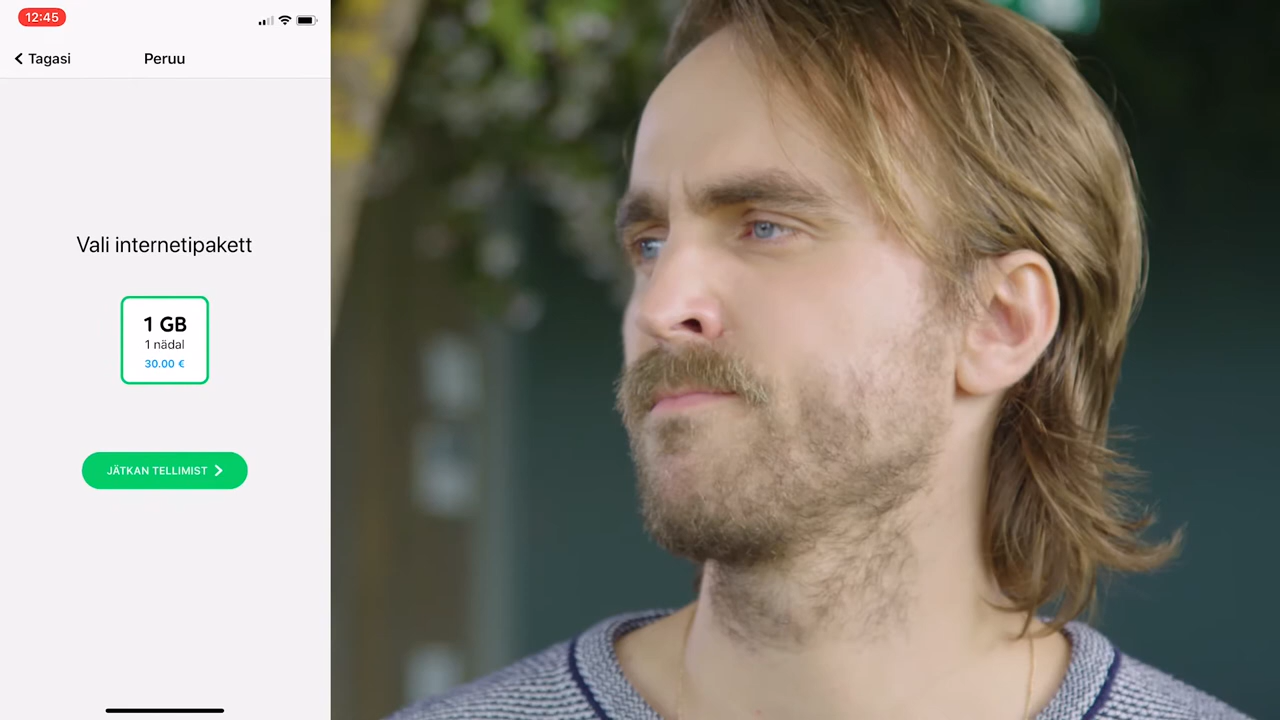 12:45
Tagasi
Peruu
Vali internetipakett
1 GB
1 nädal
30.00 €
JÄTKAN TELLIMIST